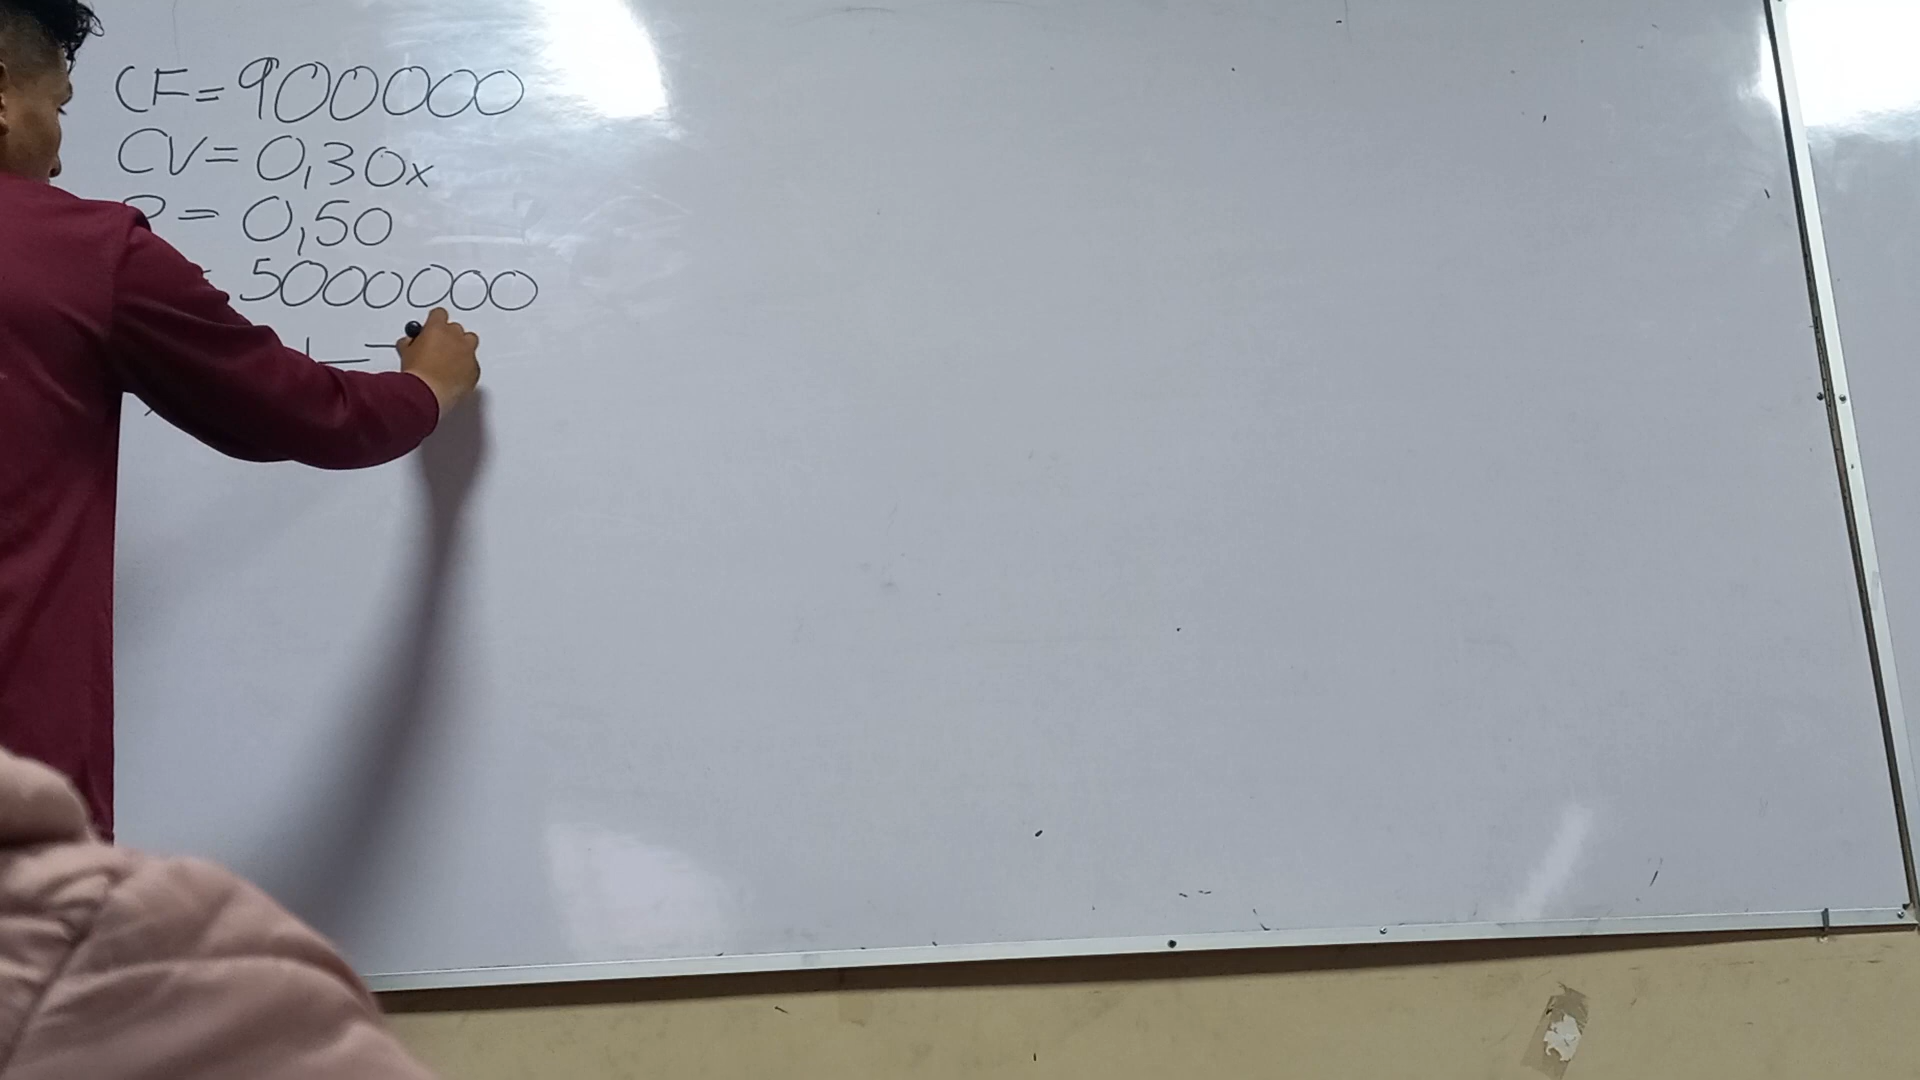 CF = 900000
CV = 0,30x
P = 0,50
= 5000000